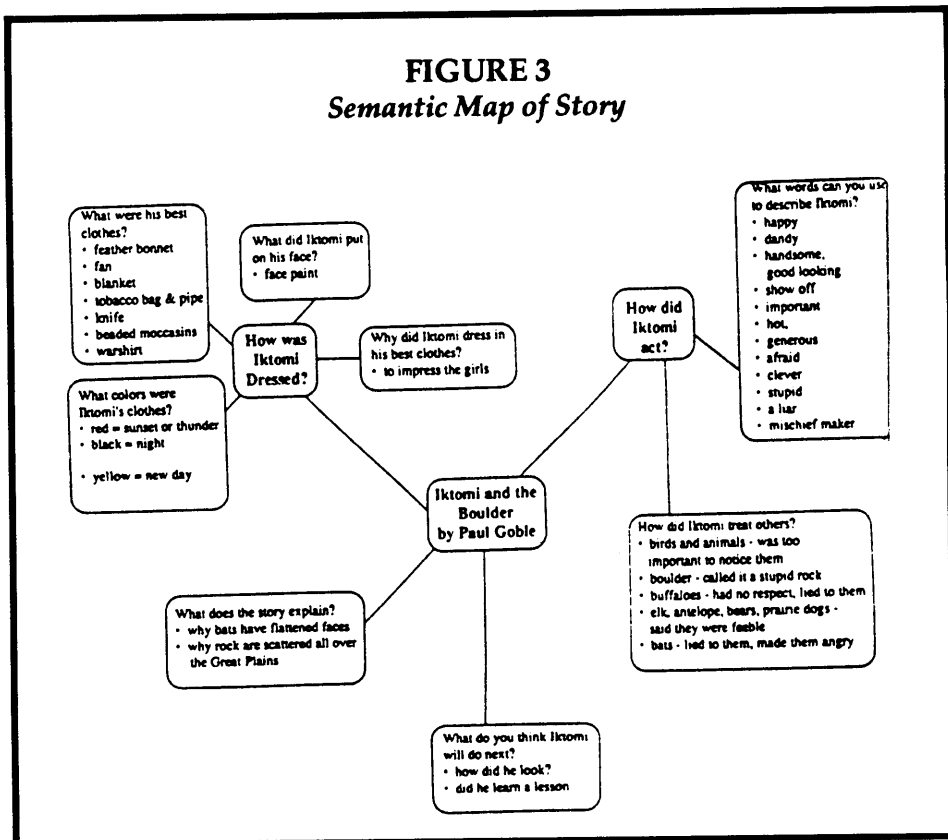 FIGURE 3
Semantic Map of Story
What were his best
clothes?
• feather bonnet
• fan
• blanket
• tobacco bag & pipe
• knife
• beaded moccasins
• warshirt
What did Iktomi put
on his face?
• face paint
How was
Iktomi
Dressed?
Why did Iktomi dress in
his best clothes?
• to impress the girls
What colors were
Iktomi's clothes?
• red = sunset or thunder
• black = night
• yellow = new day
How did
Iktomi
act?
What words can you use
to describe Iktomi?
• happy
• dandy
• handsome,
good looking
• show off
• important
• hot,
• generous
• afraid
• clever
• stupid
• a liar
• mischief maker
Iktomi and the
Boulder
by Paul Goble
How did Iktomi treat others?
• birds and animals - was too
important to notice them
• boulder - called it a stupid rock
• buffaloes - had no respect, lied to them
• elk, antelope, bears, prairie dogs -
said they were feeble
• bats - lied to them, made them angry
What does the story explain?
• why bats have flattened faces
• why rock are scattered all over
the Great Plains
What do you think Iktomi
will do next?
• how did he look?
• did he learn a lesson